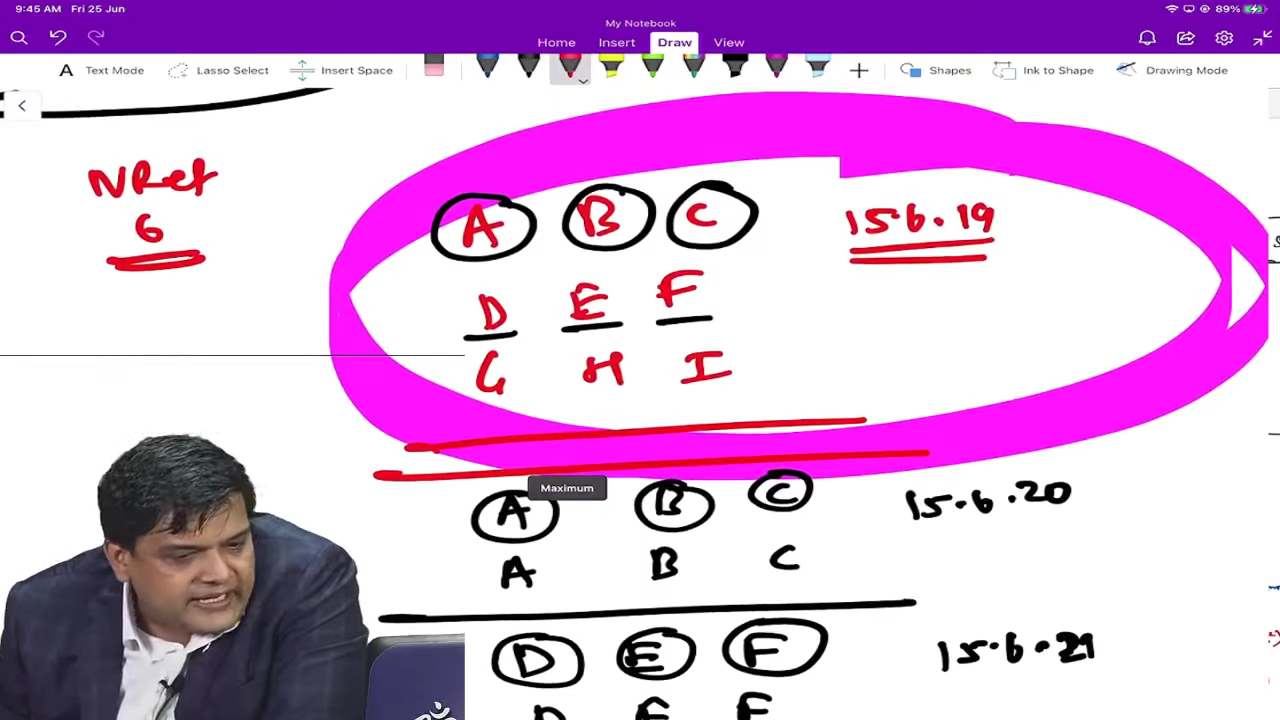 9:45 AM Fri 25 Jun
89%
My Notebook
Home Insert Draw View
Text Mode Lasso Select Insert Space Shapes Ink to Shape Drawing Mode
NRet
6
A B C 15.6.19
D E F
G H I
Maximum
A B C 15.6.20
A B C
D E F 15.6.21
D E F